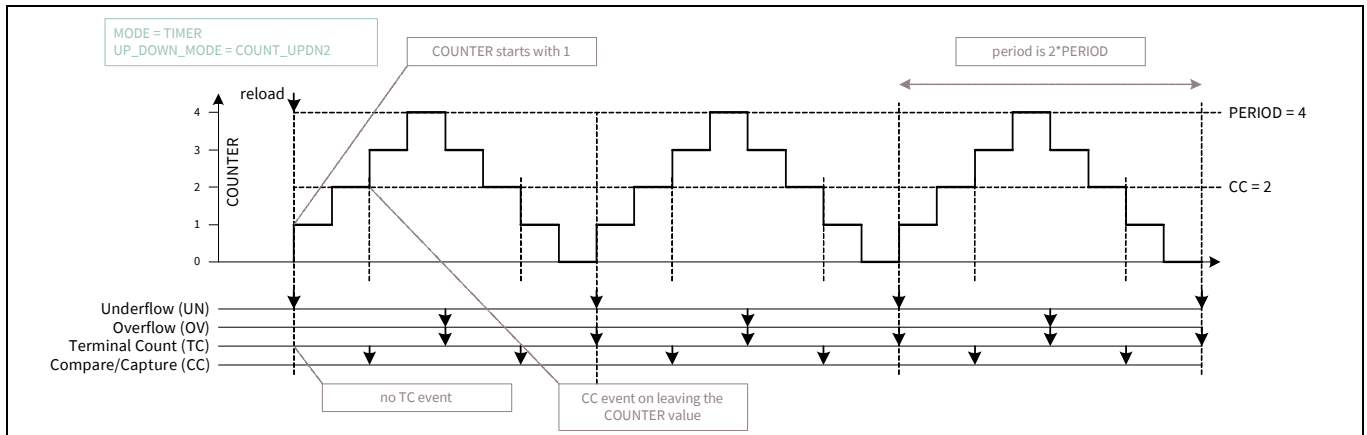 MODE = TIMER
UP_DOWN_MODE = COUNT_UPDN2
COUNTER starts with 1
period is 2*PERIOD
reload
COUNTER
4
3
2
1
0
PERIOD = 4
CC = 2
Underflow (UN)
Overflow (OV)
Terminal Count (TC)
Compare/Capture (CC)
no TC event
CC event on leaving the
COUNTER value